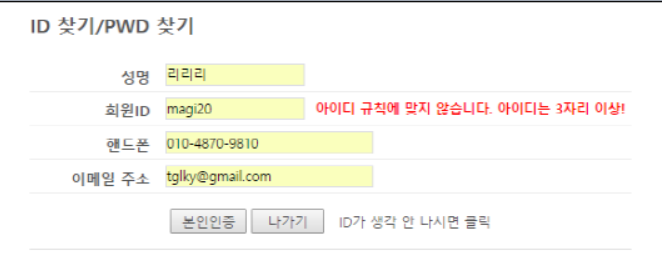 ID 찾기/PWD 찾기
성명 리리리
회원ID magi20 아이디 규칙에 맞지 않습니다. 아이디는 3자리 이상!
핸드폰 010-4870-9810
이메일 주소 tglky@gmail.com
본인인증 나가기 ID가 생각 안 나시면 클릭